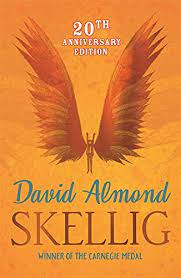 20TH
ANNIVERSARY
EDITION
David Almond
SKELLIG
WINNER OF THE CARNEGIE MEDAL